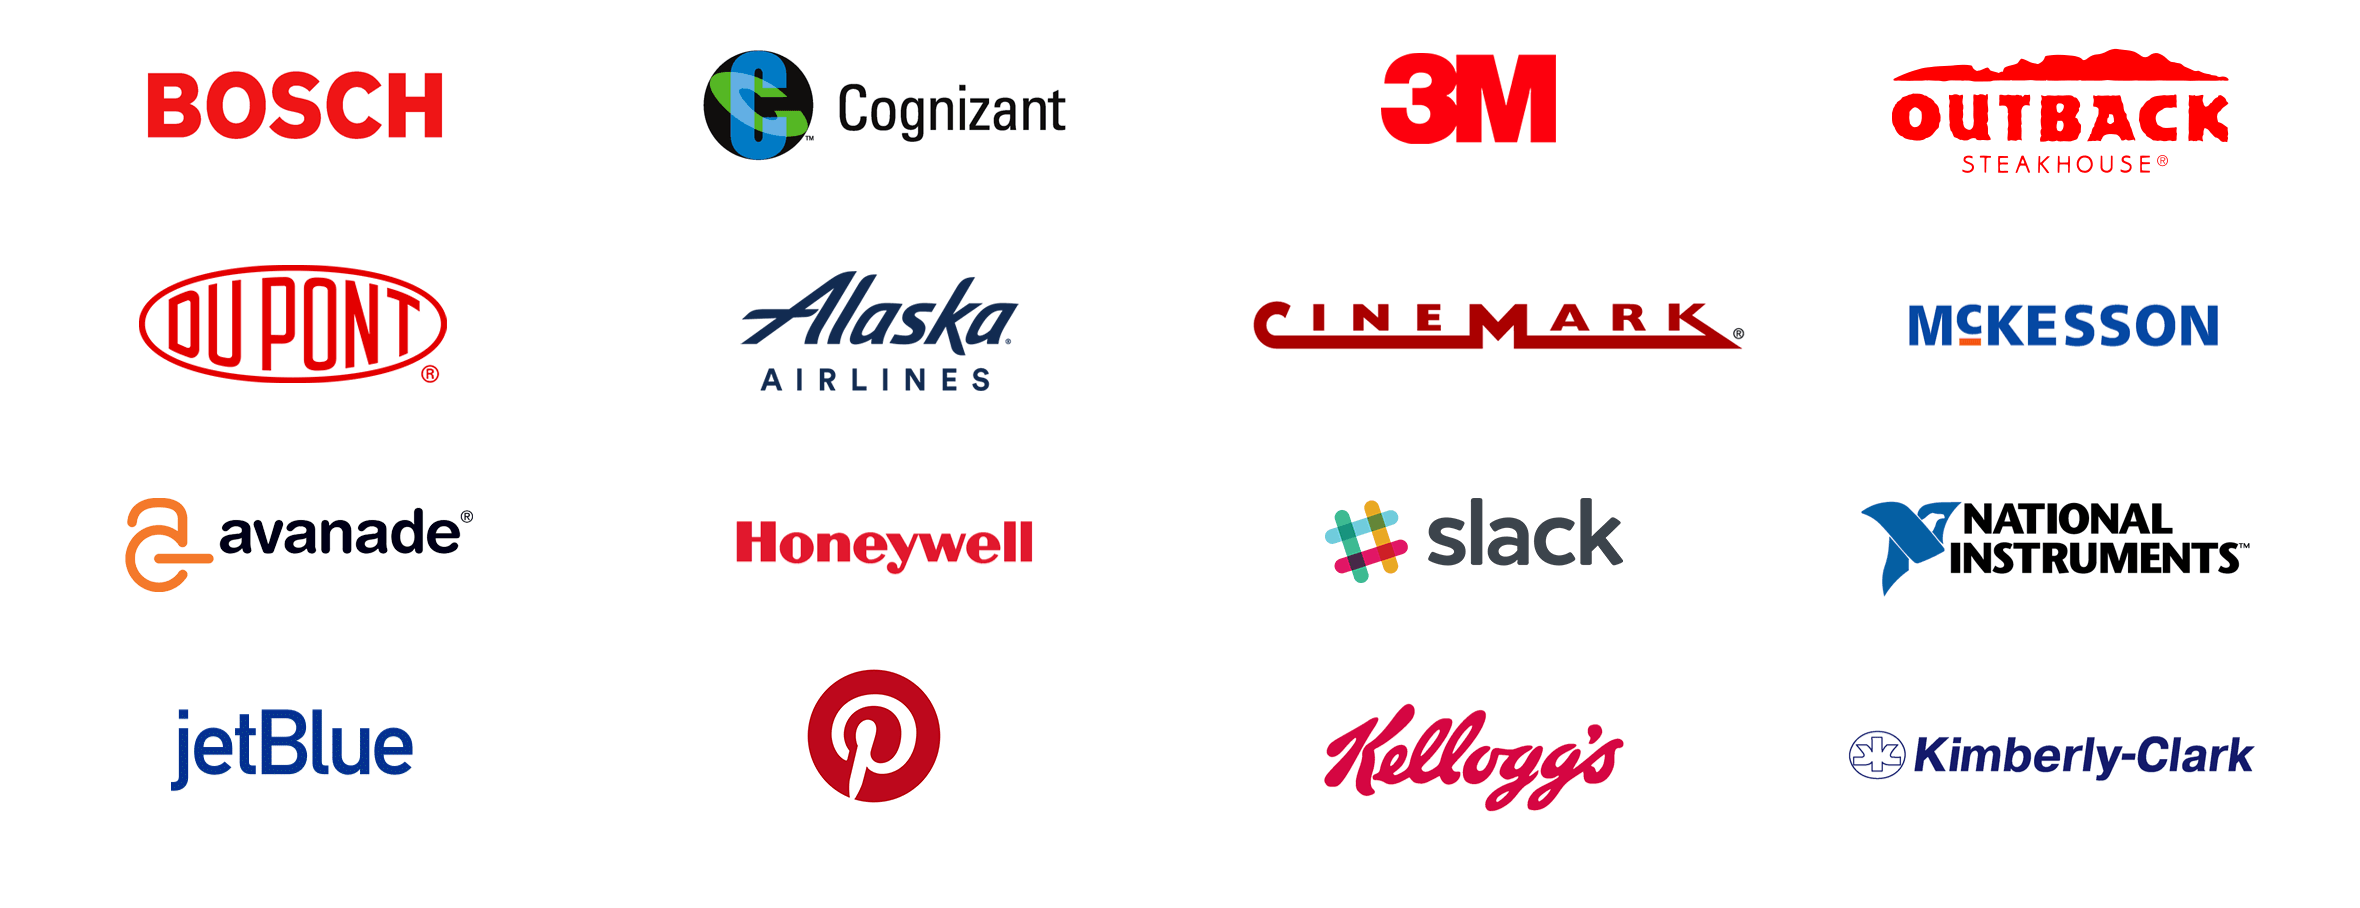 BOSCH
Cognizant™
3M
OUTBACK
STEAKHOUSE®
DU PONT®
Alaska®
AIRLINES
CINEMARK®
McKESSON
avanade®
Honeywell
slack
NATIONAL
INSTRUMENTS™
jetBlue
Kellogg's
Kimberly-Clark